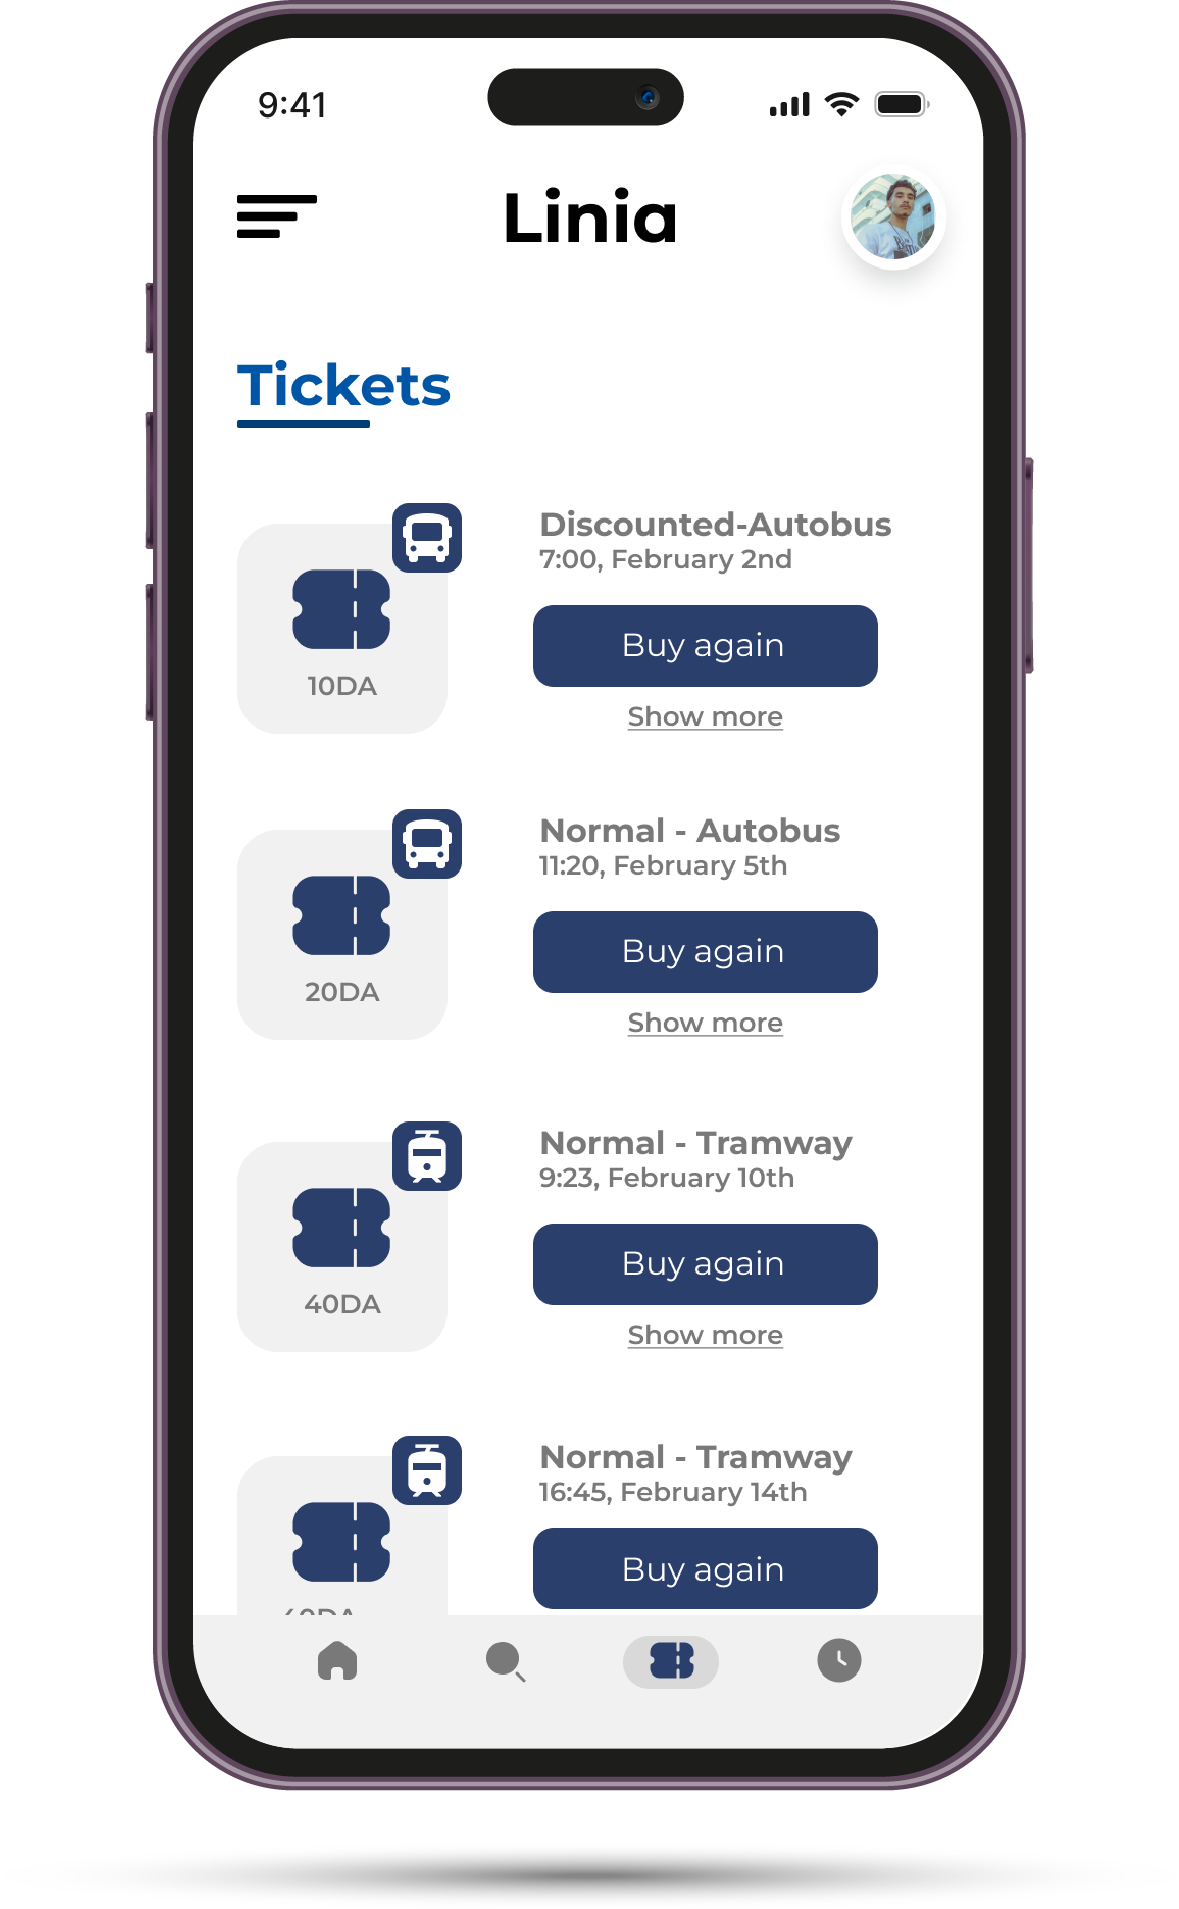 9:41
Linia
Tickets
Discounted-Autobus
7:00, February 2nd
Buy again
10DA
Show more
Normal - Autobus
11:20, February 5th
Buy again
20DA
Show more
Normal - Tramway
9:23, February 10th
Buy again
40DA
Show more
Normal - Tramway
16:45, February 14th
Buy again